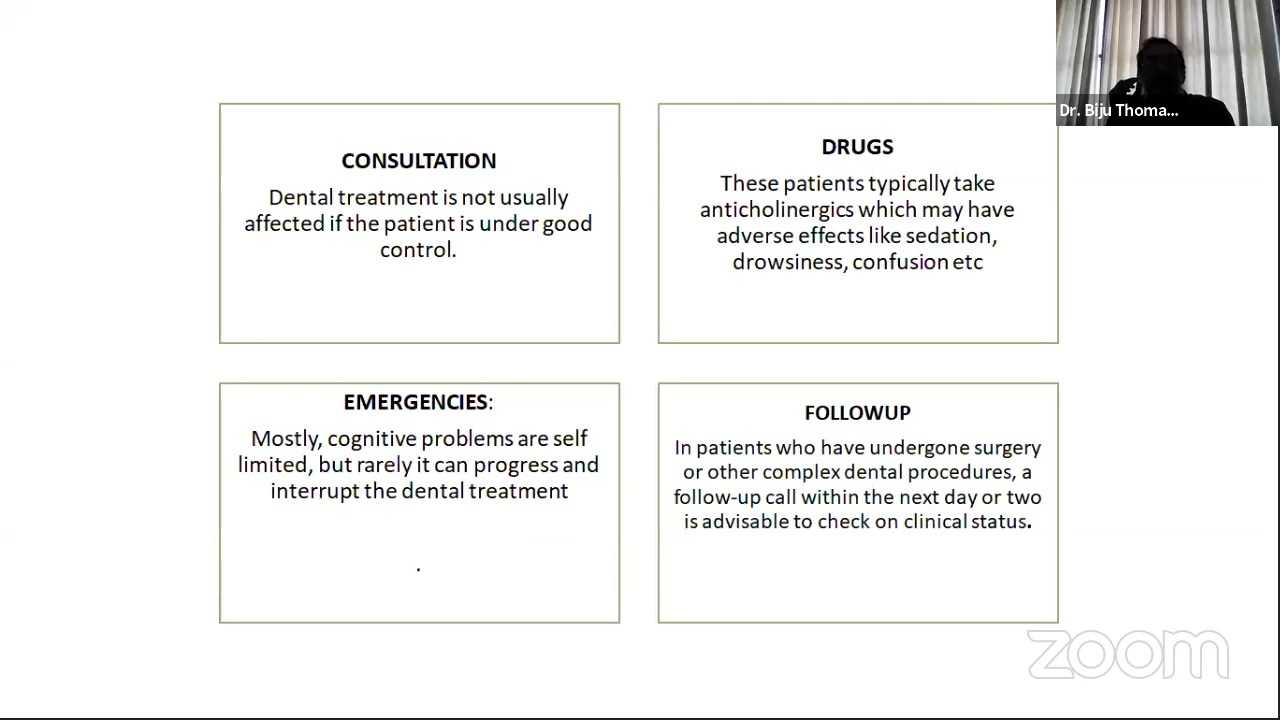 Dr. Biju Thoma...
CONSULTATION
Dental treatment is not usually
affected if the patient is under good
control.
DRUGS
These patients typically take
anticholinergics which may have
adverse effects like sedation,
drowsiness, confusion etc
EMERGENCIES:
Mostly, cognitive problems are self
limited, but rarely it can progress and
interrupt the dental treatment
.
FOLLOWUP
In patients who have undergone surgery
or other complex dental procedures, a
follow-up call within the next day or two
is advisable to check on clinical status.
zoom